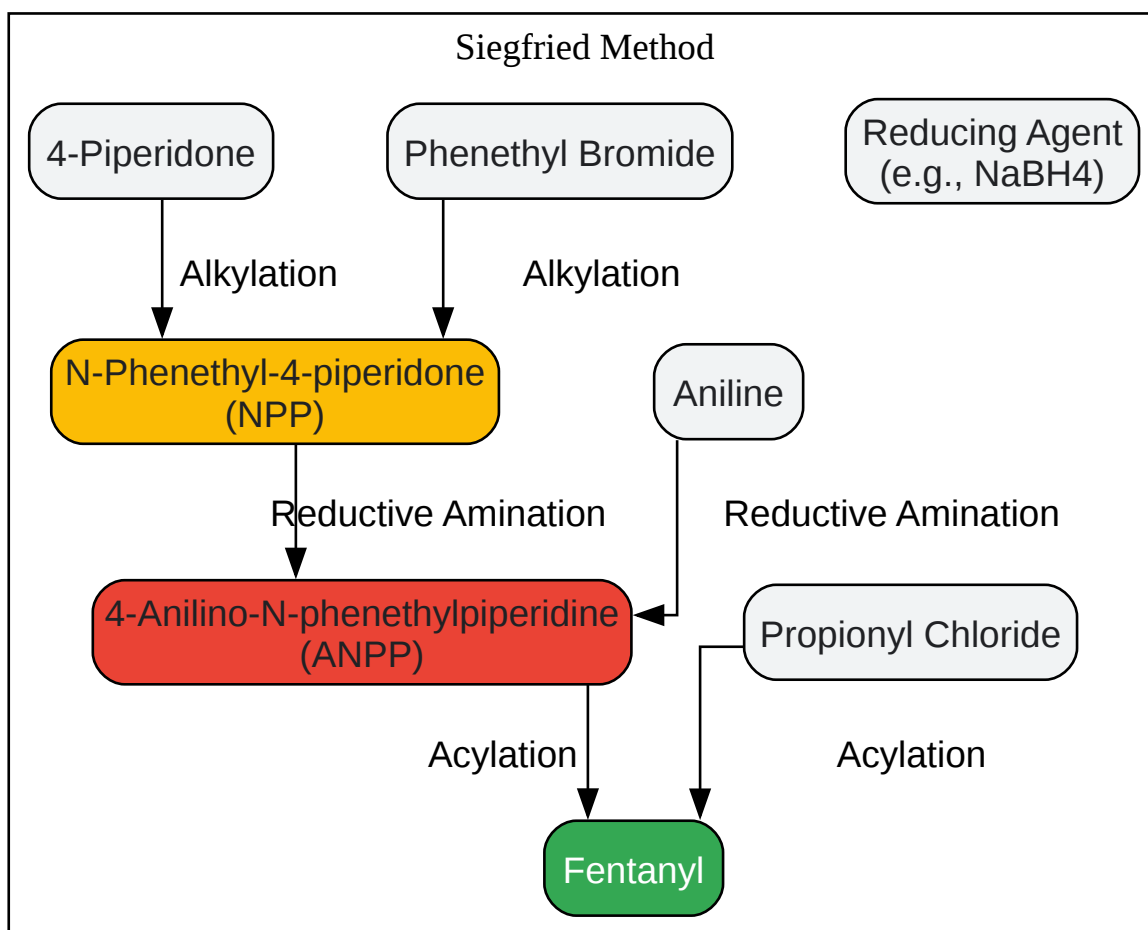 Siegfried Method
4-Piperidone
Phenethyl Bromide
Reducing Agent
(e.g., NaBH4)
Alkylation
Alkylation
N-Phenethyl-4-piperidone
(NPP)
Aniline
Reductive Amination
Reductive Amination
4-Anilino-N-phenethylpiperidine
(ANPP)
Propionyl Chloride
Acylation
Acylation
Fentanyl